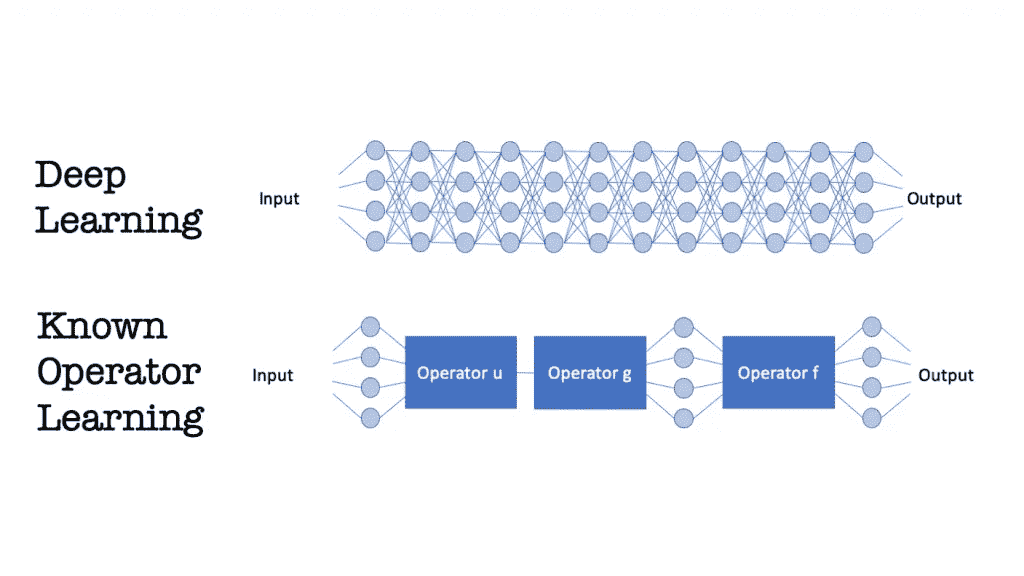 Deep
Learning
Input
Output
Known
Operator
Learning
Input
Operator u
Operator g
Operator f
Output